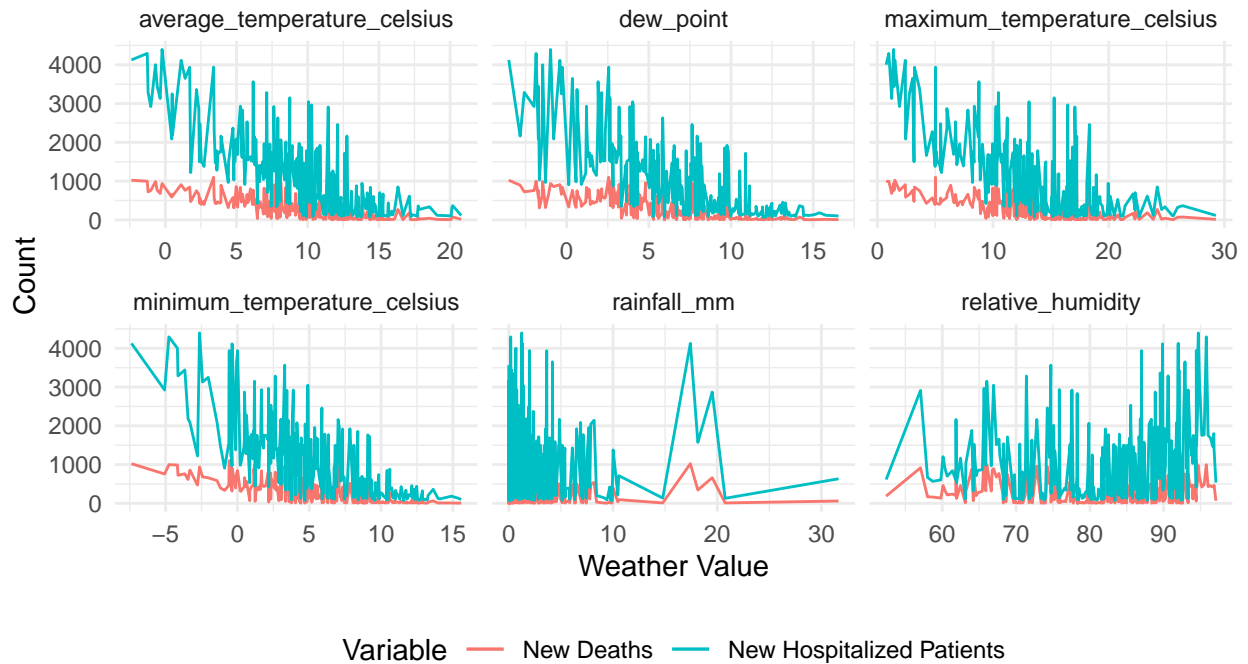 average_temperature_celsius dew_point maximum_temperature_celsius
4000
3000
2000
1000
0
0 5 10 15 20 0 5 10 15 0 10 20 30
Count
minimum_temperature_celsius rainfall_mm relative_humidity
4000
3000
2000
1000
0
−5 0 5 10 15 0 10 20 30 60 70 80 90
Weather Value
Variable New Deaths New Hospitalized Patients